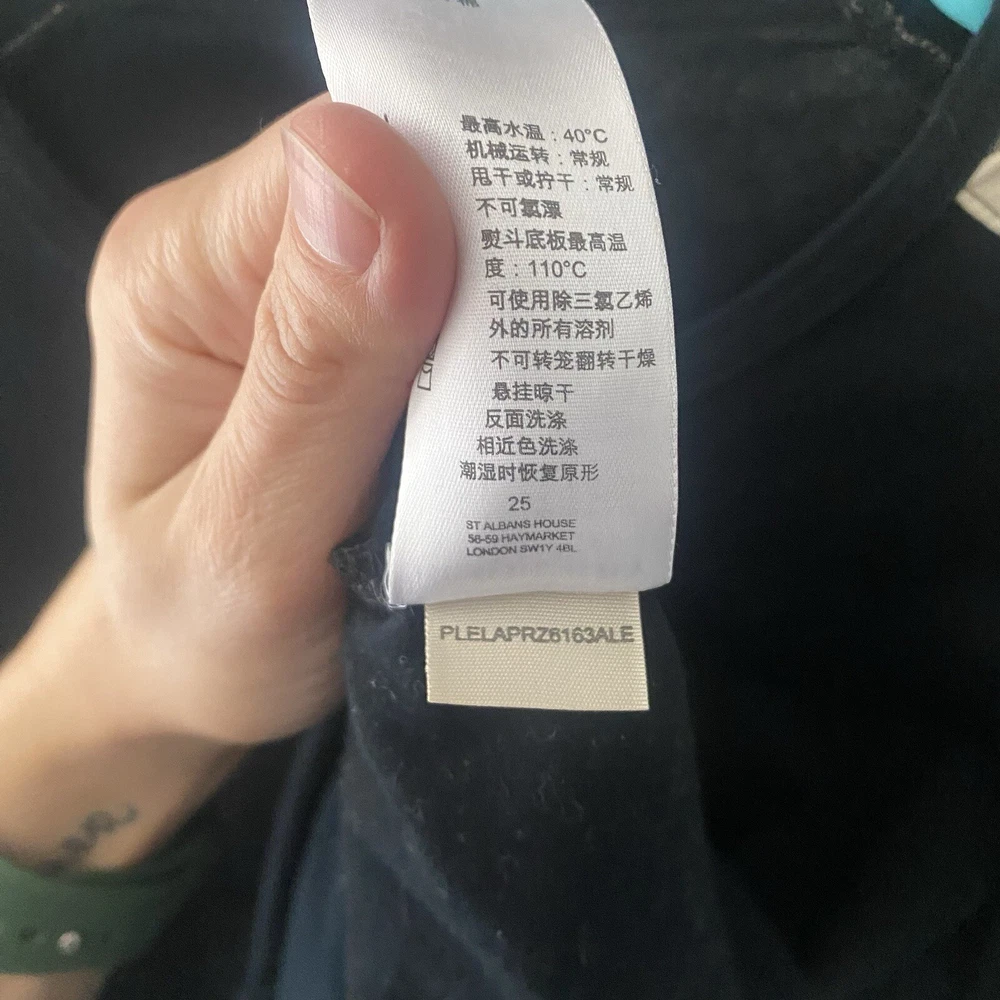 最高水温：40°C
机械运转：常规
甩干或拧干：常规
不可氯漂
熨斗底板最高温
度：110°C
可使用除三氯乙烯
外的所有溶剂
不可转笼翻转干燥
悬挂晾干
反面洗涤
相近色洗涤
潮湿时恢复原形
25
ST ALBANS HOUSE
56-59 HAYMARKET
LONDON SW1Y 4BL
PLELAPRZ6163ALE